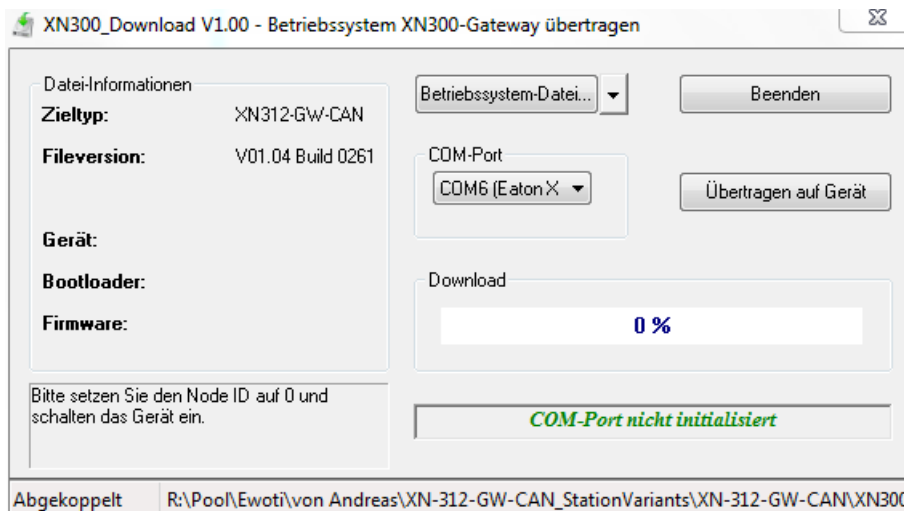 XN300_Download V1.00 - Betriebssystem XN300-Gateway übertragen
Datei-Informationen
Zieltyp: XN312-GW-CAN
Fileversion: V01.04 Build 0261
Gerät:
Bootloader:
Firmware:
Bitte setzen Sie den Node ID auf 0 und
schalten das Gerät ein.
Betriebssystem-Datei...
Beenden
COM-Port
COM6 (Eaton X
Übertragen auf Gerät
Download
0 %
COM-Port nicht initialisiert
Abgekoppelt R:\Pool\Ewoti\von Andreas\XN-312-GW-CAN_StationVariants\XN-312-GW-CAN\XN300